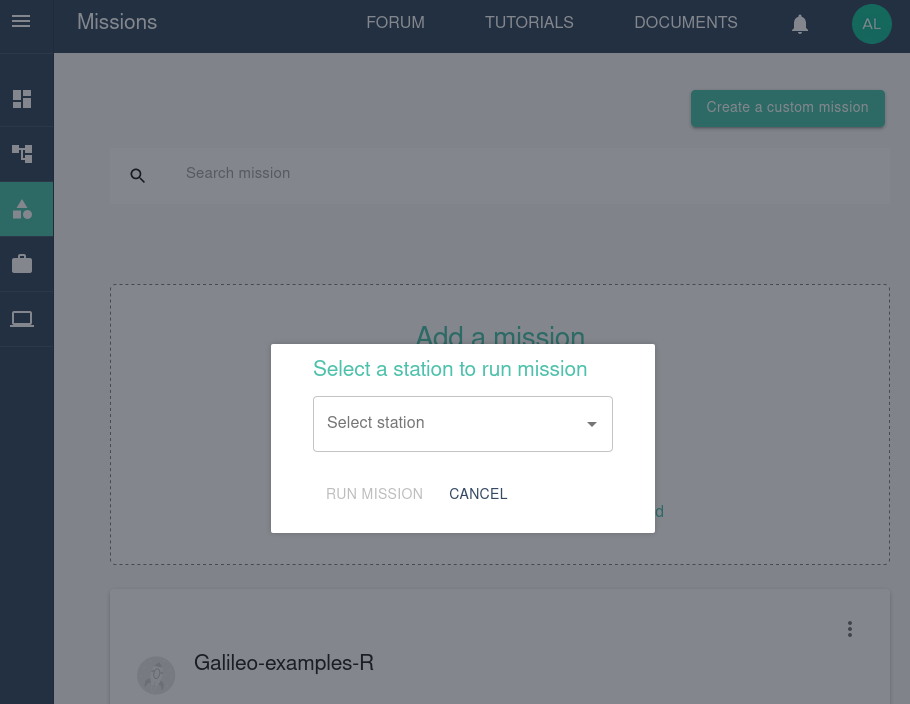 Missions
FORUM
TUTORIALS
DOCUMENTS
AL
Create a custom mission
Search mission
Add a mission
Select a station to run mission
Select station
RUN MISSION
CANCEL
d
Galileo-examples-R